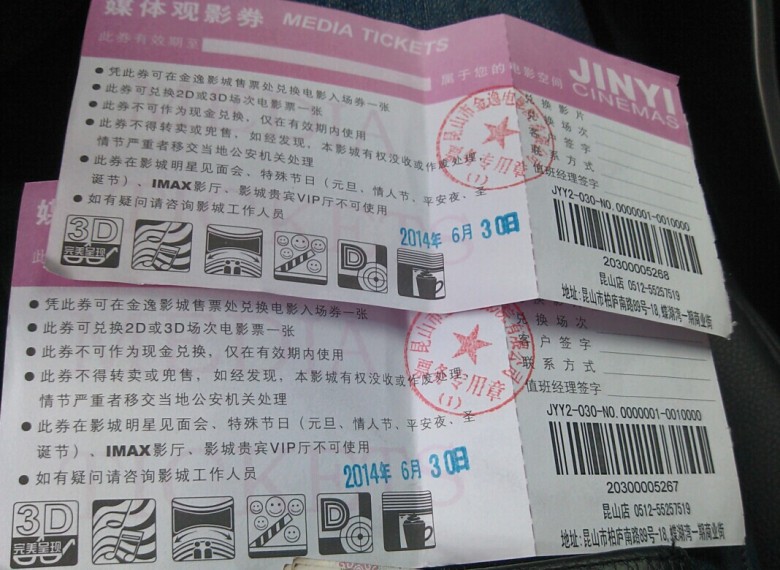 媒体观影券 MEDIA TICKETS
此券有效期至
属于您的电影空间 JINYI
CINEMAS
● 凭此券可在金逸影城售票处兑换电影入场券一张
● 此券可兑换2D或3D场次电影票一张
● 此券不可作为现金兑换，仅在有效期内使用
● 此券不得转卖或兜售，如经发现，本影城有权没收或作废处理，
情节严重者移交当地公安机关处理
● 此券在影城明星见面会、特殊节日（元旦、情人节、平安夜、圣
诞节）、IMAX影厅、影城贵宾VIP厅不可使用
● 如有疑问请咨询影城工作人员
2014年 6月 30日
3D
完美呈现
D
兑换影片
兑换场次
客户签字
联系方式
值班经理签字
专用章
(1)
JYY2-030-NO.0000001-0010000
20300005268
昆山店 0512-55257519
地址:昆山市柏庐南路89号-18,蝶湖湾一期商业街
● 凭此券可在金逸影城售票处兑换电影入场券一张
● 此券可兑换2D或3D场次电影票一张
● 此券不可作为现金兑换，仅在有效期内使用
● 此券不得转卖或兜售，如经发现，本影城有权没收或作废处理，
情节严重者移交当地公安机关处理
● 此券在影城明星见面会、特殊节日（元旦、情人节、平安夜、圣
诞节）、IMAX影厅、影城贵宾VIP厅不可使用
● 如有疑问请咨询影城工作人员
2014年 6月 30日
3D
完美呈现
D
换场次
客户签字
联系方式
值班经理签字
专用章
(1)
JYY2-030-NO.0000001-0010000
20300005267
昆山店 0512-55257519
地址:昆山市柏庐南路89号-18,蝶湖湾一期商业街